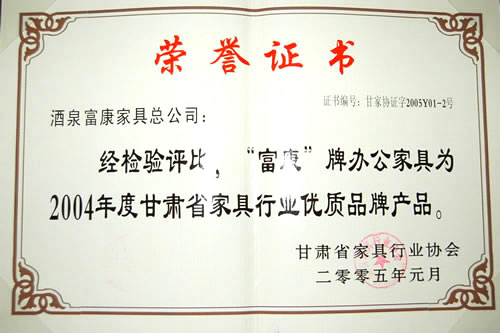 荣誉证书
证书编号：甘家协证字2005Y01-2号
酒泉富康家具总公司：
经检验评比，“富康”牌办公家具为
2004年度甘肃省家具行业优质品牌产品。
甘肃省家具行业协会
二零零五年元月